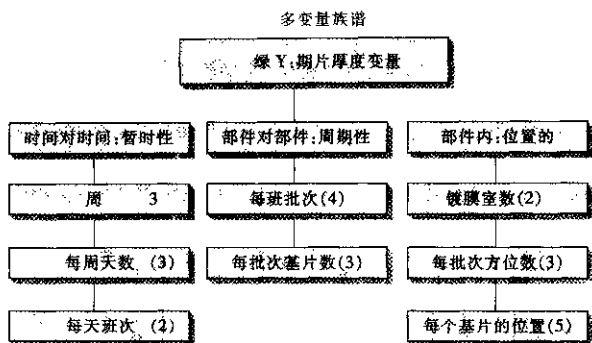 多变量族谱
绿 Y:期片厚度变量
时间对时间:暂时性
部件对部件:周期性
部件内:位置的
周 3
每班批次(4)
镀膜室数(2)
每周天数 (3)
每批次基片数(3)
每批次方位数(3)
每天班次 (2)
每个基片的位置(5)